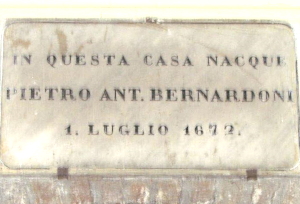 IN QUESTA CASA NACQUE
PIETRO ANT. BERNARDONI
1. LUGLIO 1672.